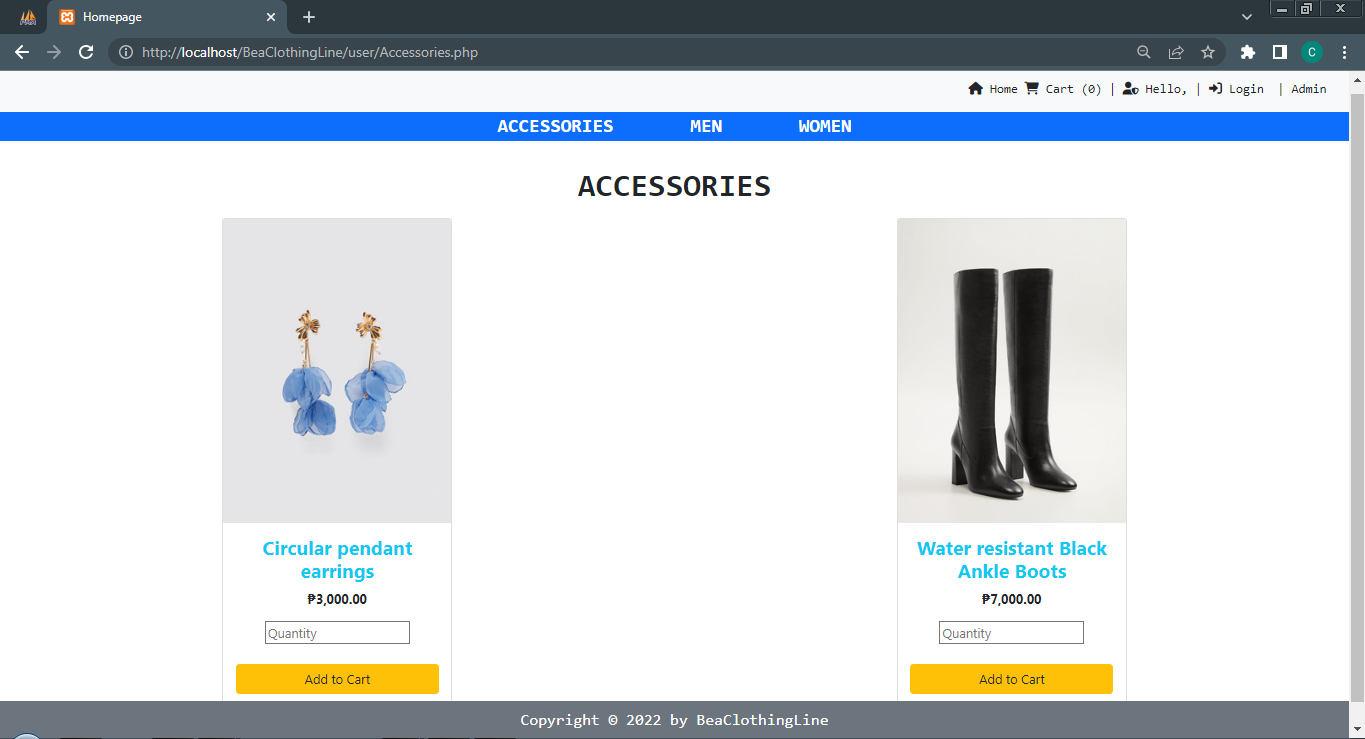 Homepage
http://localhost/BeaClothingLine/user/Accessories.php
C
Home Cart (0) | Hello, | Login | Admin
ACCESSORIES MEN WOMEN
ACCESSORIES
Circular pendant
earrings
₱3,000.00
Quantity
Add to Cart
Water resistant Black
Ankle Boots
₱7,000.00
Quantity
Add to Cart
Copyright © 2022 by BeaClothingLine